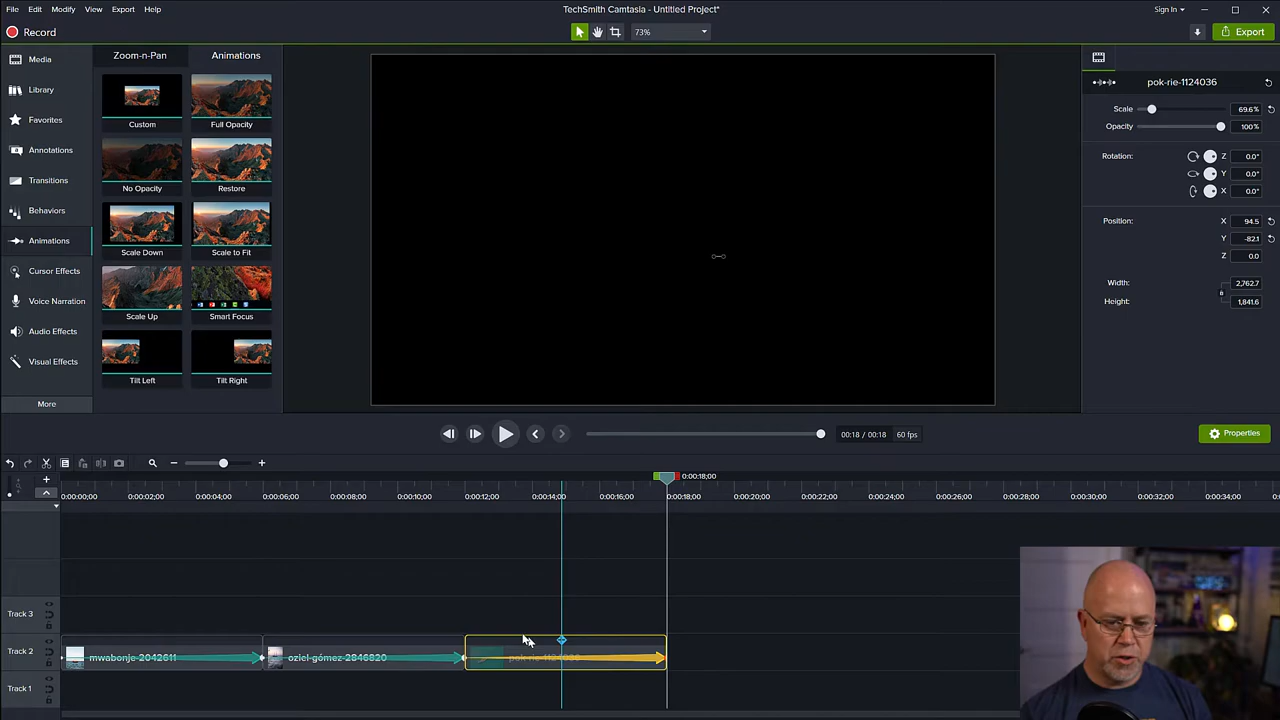 File Edit Modify View Export Help
TechSmith Camtasia - Untitled Project*
Sign In
Record
73%
Export
Media
Library
Favorites
Annotations
Transitions
Behaviors
Animations
Cursor Effects
Voice Narration
Audio Effects
Visual Effects
More
Zoom-n-Pan Animations
Custom Full Opacity
No Opacity Restore
Scale Down Scale to Fit
Scale Up Smart Focus
Tilt Left Tilt Right
pok-rie-1124036
Scale 69.6%
Opacity 100%
Rotation: Z 0.0°
Y 0.0°
X 0.0°
Position: X 94.5
Y -82.1
Z 0.0
Width: 2,762.7
Height: 1,841.6
00:18 / 00:18 60 fps
Properties
0:00:18;00
0:00:00;00 0:00:02;00 0:00:04;00 0:00:06;00 0:00:08;00 0:00:10;00 0:00:12;00 0:00:14;00 0:00:16;00 0:00:18;00 0:00:20;00 0:00:22;00 0:00:24;00 0:00:26;00 0:00:28;00 0:00:30;00 0:00:32;00 0:00:34;00
Track 3
Track 2
mwabonje-2042611 oziel-gómez-2846820 pok-rie-1124036
Track 1